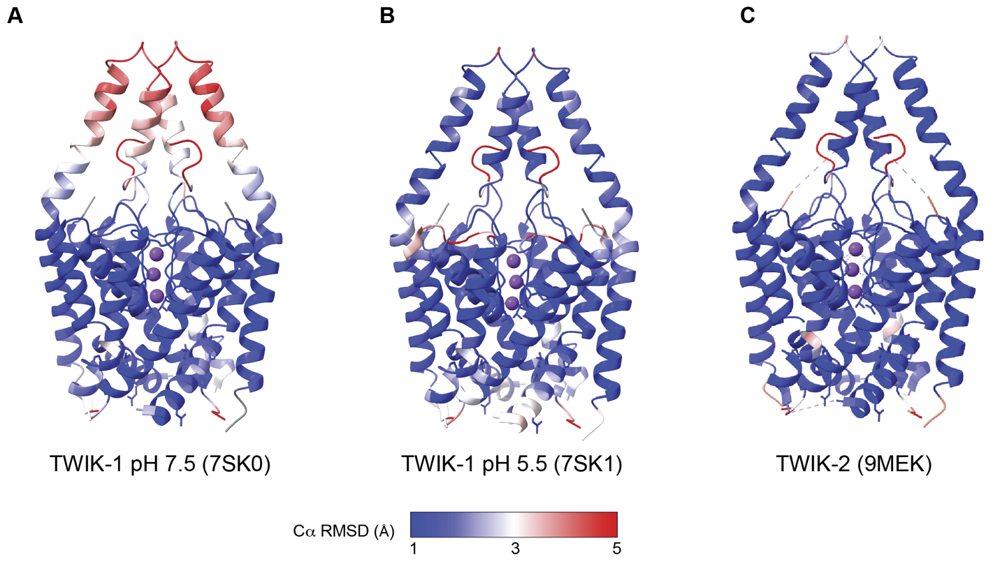 A
B
C
TWIK-1 pH 7.5 (7SK0)
TWIK-1 pH 5.5 (7SK1)
TWIK-2 (9MEK)
Cα RMSD (Å)
1
3
5